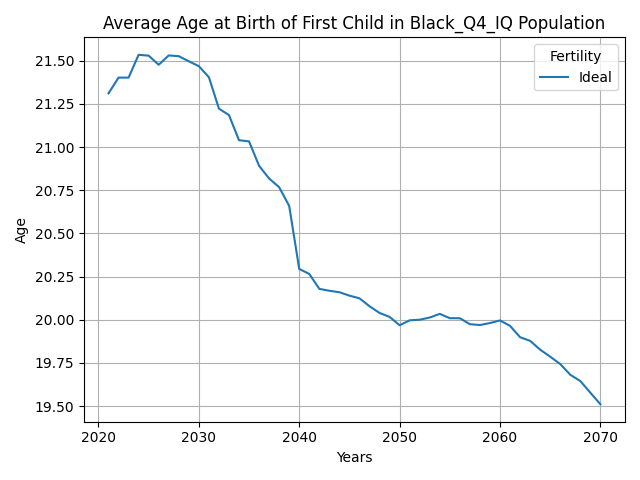 Average Age at Birth of First Child in Black_Q4_IQ Population
Fertility
Ideal
21.50
21.25
21.00
20.75
20.50
20.25
20.00
19.75
19.50
Age
2020 2030 2040 2050 2060 2070
Years